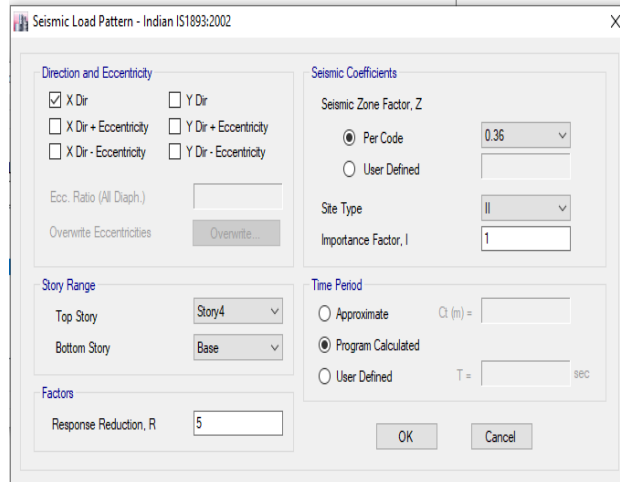 Seismic Load Pattern - Indian IS1893:2002
Direction and Eccentricity
X Dir
Y Dir
X Dir + Eccentricity
Y Dir + Eccentricity
X Dir - Eccentricity
Y Dir - Eccentricity
Ecc. Ratio (All Diaph.)
Overwrite Eccentricities
Overwrite...
Story Range
Top Story
Story4
Bottom Story
Base
Factors
Response Reduction, R
5
Seismic Coefficients
Seismic Zone Factor, Z
Per Code
0.36
User Defined
Site Type
II
Importance Factor, I
1
Time Period
Approximate
Ct (m) =
Program Calculated
User Defined
T =
sec
OK
Cancel